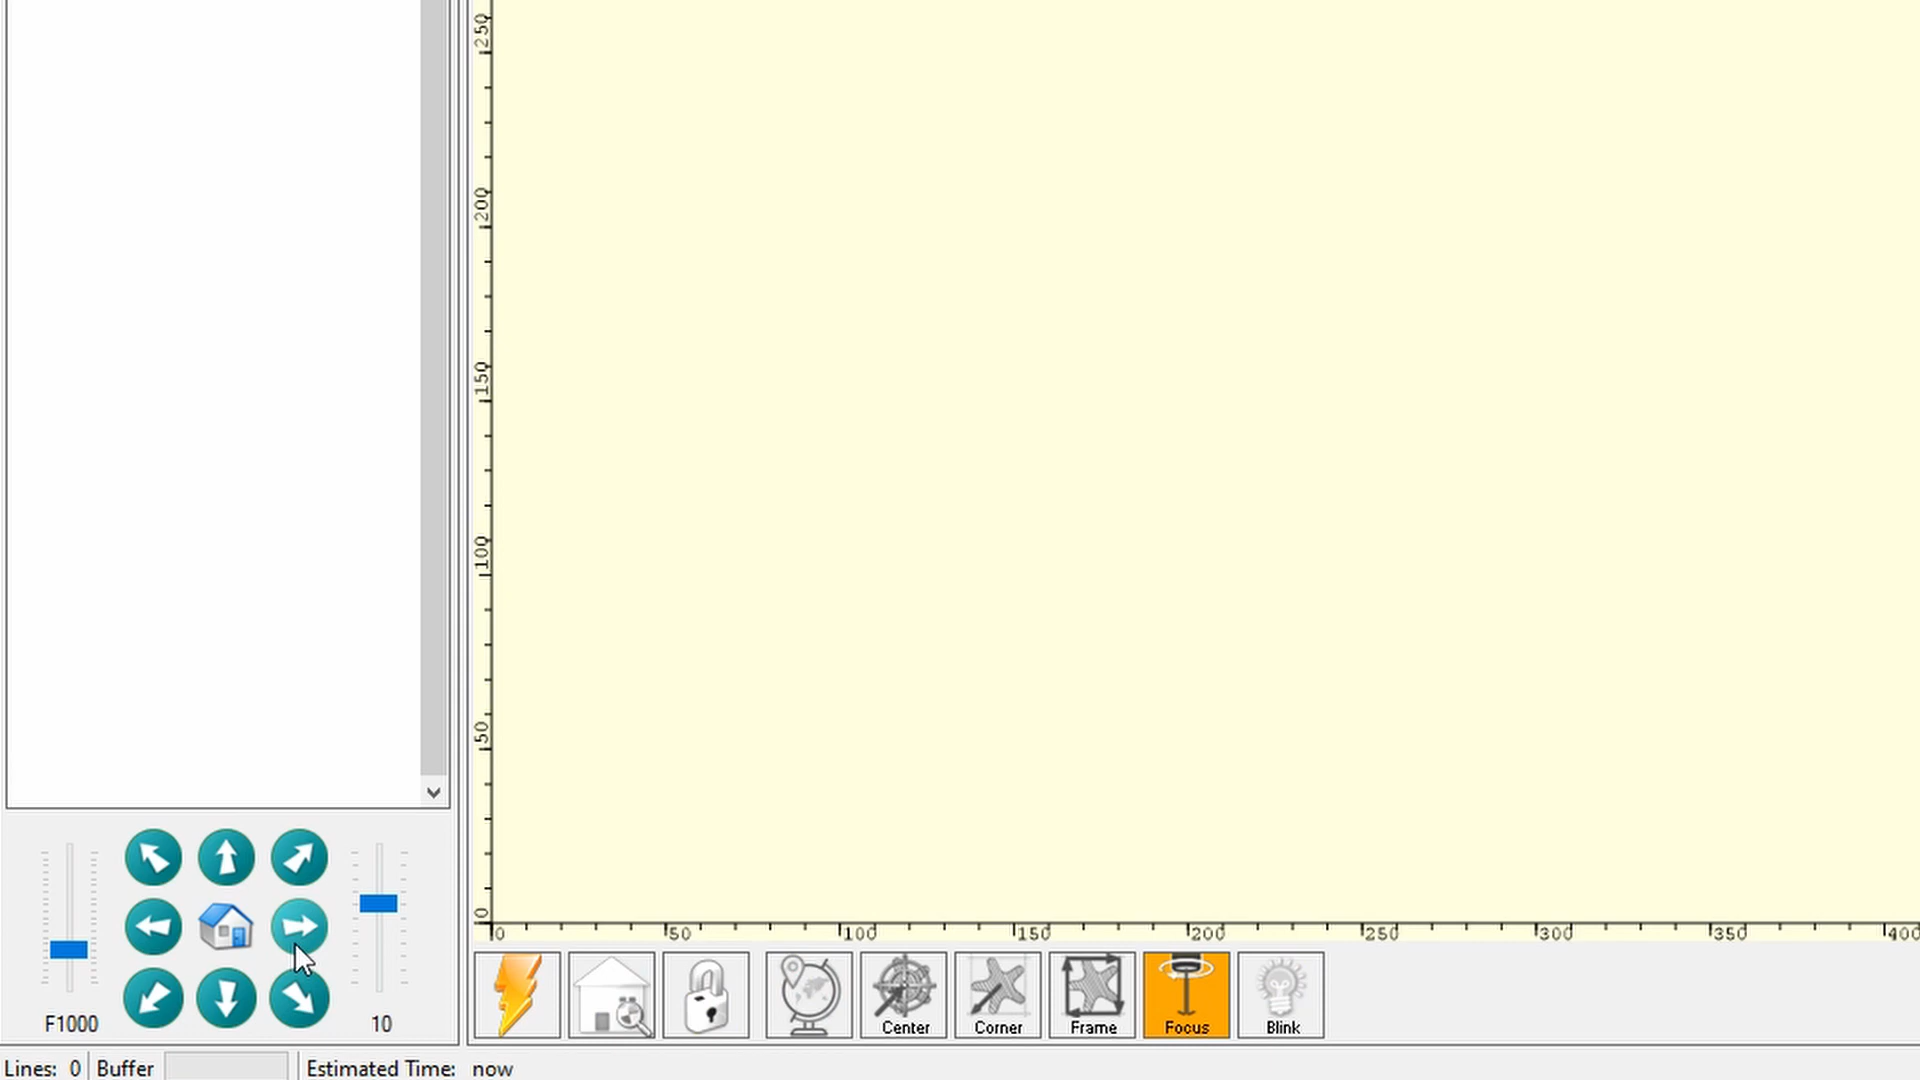 250
200
150
100
50
0
0 50 100 150 200 250 300 350 400
Center Corner Frame Focus Blink
F1000 10
Lines: 0 Buffer Estimated Time: now